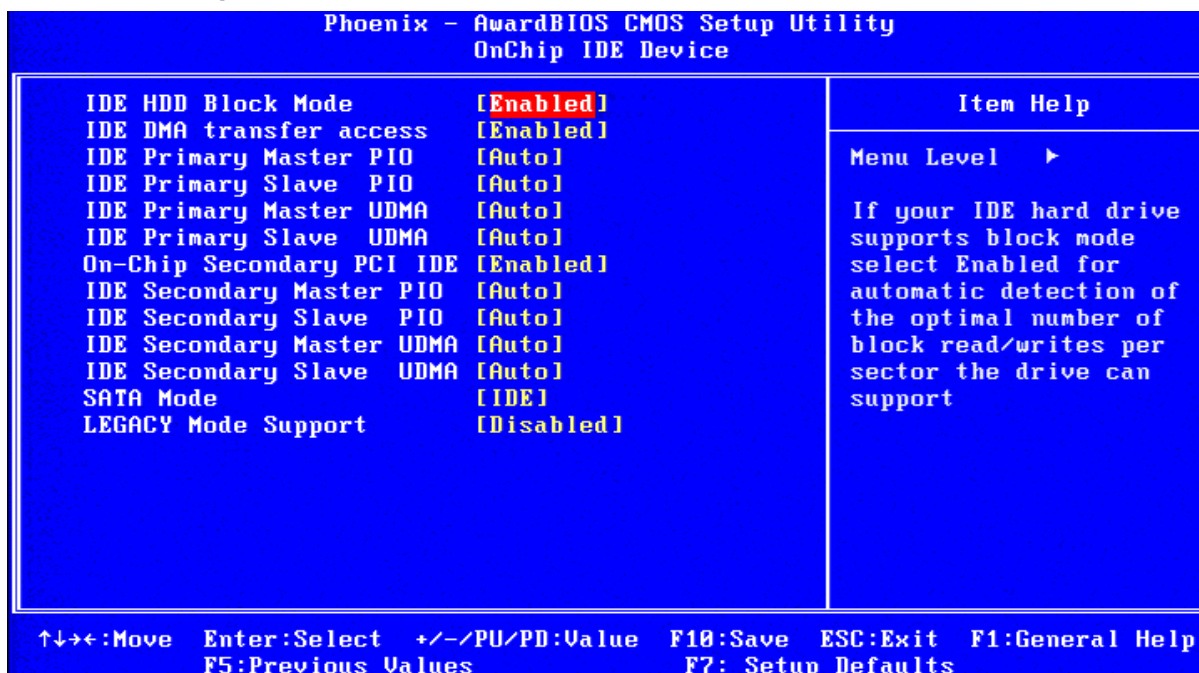 Phoenix - AwardBIOS CMOS Setup Utility
OnChip IDE Device
IDE HDD Block Mode [Enabled]
IDE DMA transfer access [Enabled]
IDE Primary Master PIO [Auto]
IDE Primary Slave PIO [Auto]
IDE Primary Master UDMA [Auto]
IDE Primary Slave UDMA [Auto]
On-Chip Secondary PCI IDE [Enabled]
IDE Secondary Master PIO [Auto]
IDE Secondary Slave PIO [Auto]
IDE Secondary Master UDMA [Auto]
IDE Secondary Slave UDMA [Auto]
SATA Mode [IDE]
LEGACY Mode Support [Disabled]
Item Help
Menu Level ►
If your IDE hard drive
supports block mode
select Enabled for
automatic detection of
the optimal number of
block read/writes per
sector the drive can
support
↑↓→←:Move Enter:Select +/-/PU/PD:Value F10:Save ESC:Exit F1:General Help
F5:Previous Values F7: Setup Defaults